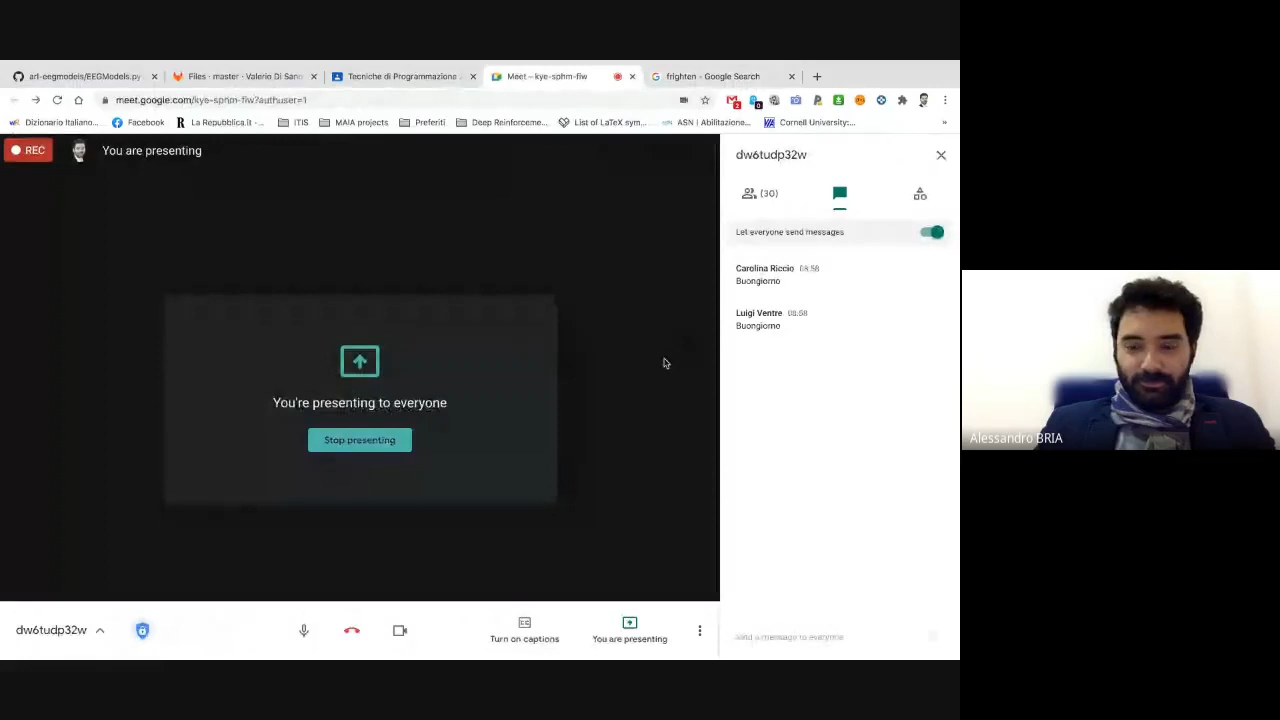 arl-eegmodels/EEGModels.py
Files · master · Valerio Di Sano
Tecniche di Programmazione
Meet – kye-sphm-fiw
frighten - Google Search
meet.google.com/kye-sphm-fiw?authuser=1
Dizionario Italiano...
Facebook
La Repubblica.it -...
ITIS
MAIA projects
Preferiti
Deep Reinforceme...
List of LaTeX sym...
ASN | Abilitazione...
Cornell University:...
»
REC
You are presenting
dw6tudp32w
(30)
Let everyone send messages
Carolina Riccio 08:58
Buongiorno
Luigi Ventre 08:58
Buongiorno
You're presenting to everyone
Stop presenting
Alessandro BRIA
dw6tudp32w
Turn on captions
You are presenting
Send a message to everyone